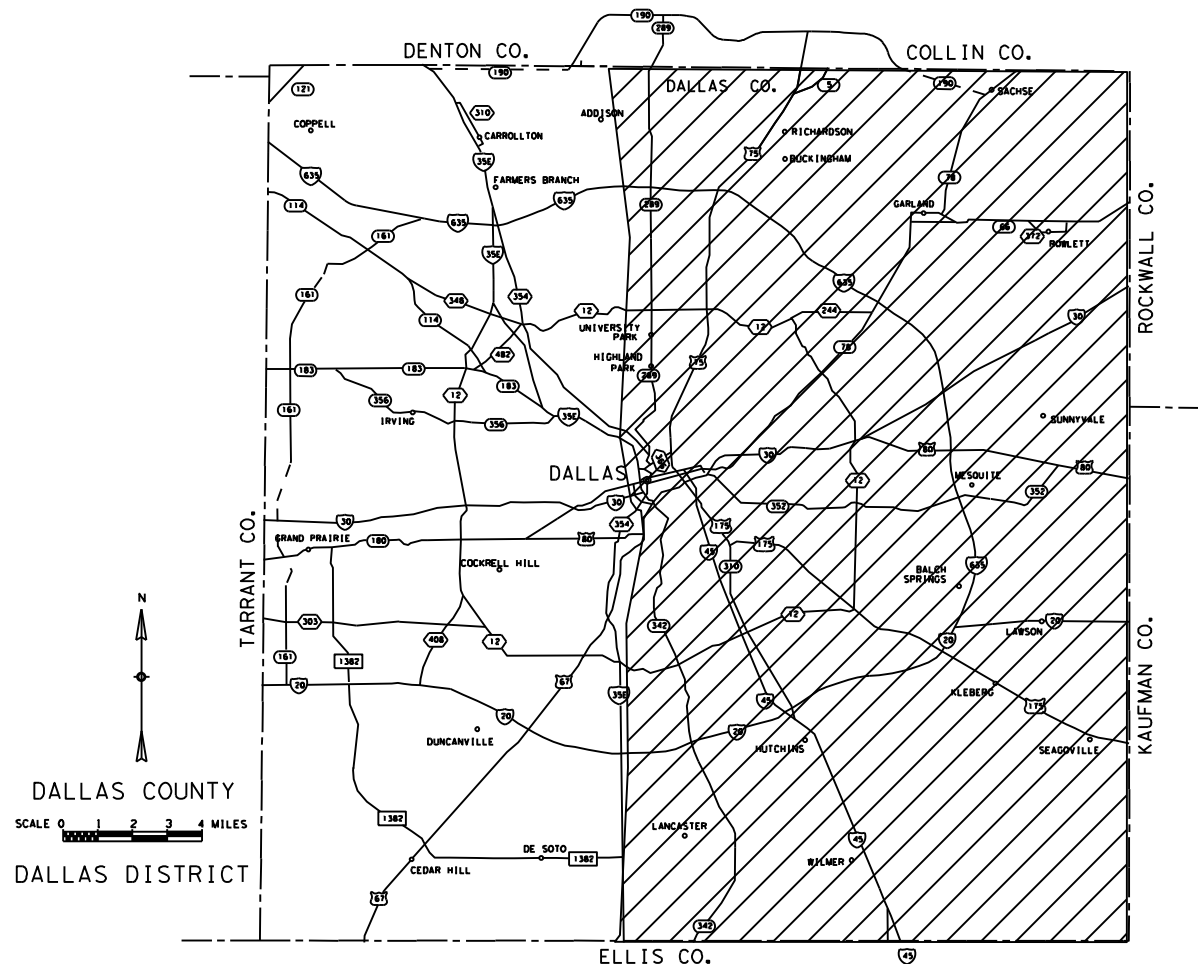 190
289
DENTON CO.
COLLIN CO.
190
121
DALLAS CO.
5
190
SACHSE
310
COPPELL
ADDISON
CARROLLTON
RICHARDSON
35E
75
BUCKINGHAM
635
78
FARMERS BRANCH
114
635
289
GARLAND
ROCKWALL CO.
161
635
66
372
ROWLETT
35E
635
161
348
354
12
244
30
114
UNIVERSITY
PARK
12
78
482
HIGHLAND
PARK
75
183
183
183
289
356
12
161
IRVING
356
35E
SUNNYVALE
80
30
80
DALLAS
MESQUITE
12
352
30
352
TARRANT CO.
30
354
175
GRAND PRAIRIE
180
80
45
175
COCKRELL HILL
310
BALCH
SPRINGS
635
N
303
342
12
20
LAWSON
408
12
20
161
1382
KAUFMAN CO.
20
67
35E
45
KLEBERG
175
20
20
DUNCANVILLE
HUTCHINS
SEAGOVILLE
DALLAS COUNTY
SCALE 0 1 2 3 4 MILES
1382
LANCASTER
45
DE SOTO
1382
WILMER
CEDAR HILL
DALLAS DISTRICT
67
342
ELLIS CO.
45